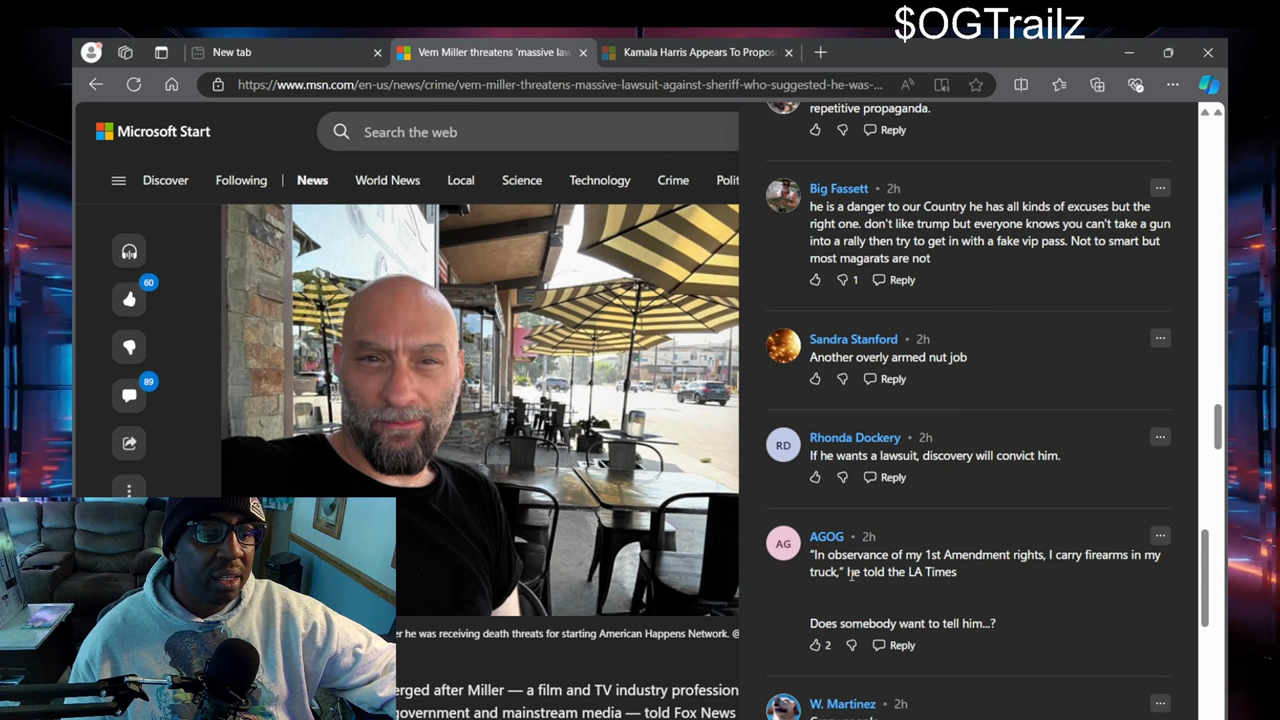 $OGTrailz
New tab
Vem Miller threatens 'massive law
Kamala Harris Appears To Propos
https://www.msn.com/en-us/news/crime/vem-miller-threatens-massive-lawsuit-against-sheriff-who-suggested-he-was-...
Microsoft Start
Search the web
Discover
Following
News
World News
Local
Science
Technology
Crime
Polit
60
89
er he was receiving death threats for starting American Happens Network. @
erged after Miller — a film and TV industry profession
government and mainstream media — told Fox News
repetitive propaganda.
Reply
Big Fassett • 2h
he is a danger to our Country he has all kinds of excuses but the
right one. don't like trump but everyone knows you can't take a gun
into a rally then try to get in with a fake vip pass. Not to smart but
most magarats are not
1 Reply
Sandra Stanford • 2h
Another overly armed nut job
Reply
RD
Rhonda Dockery • 2h
If he wants a lawsuit, discovery will convict him.
Reply
AG
AGOG • 2h
“In observance of my 1st Amendment rights, I carry firearms in my
truck,” he told the LA Times
Does somebody want to tell him...?
2 Reply
W. Martinez • 2h